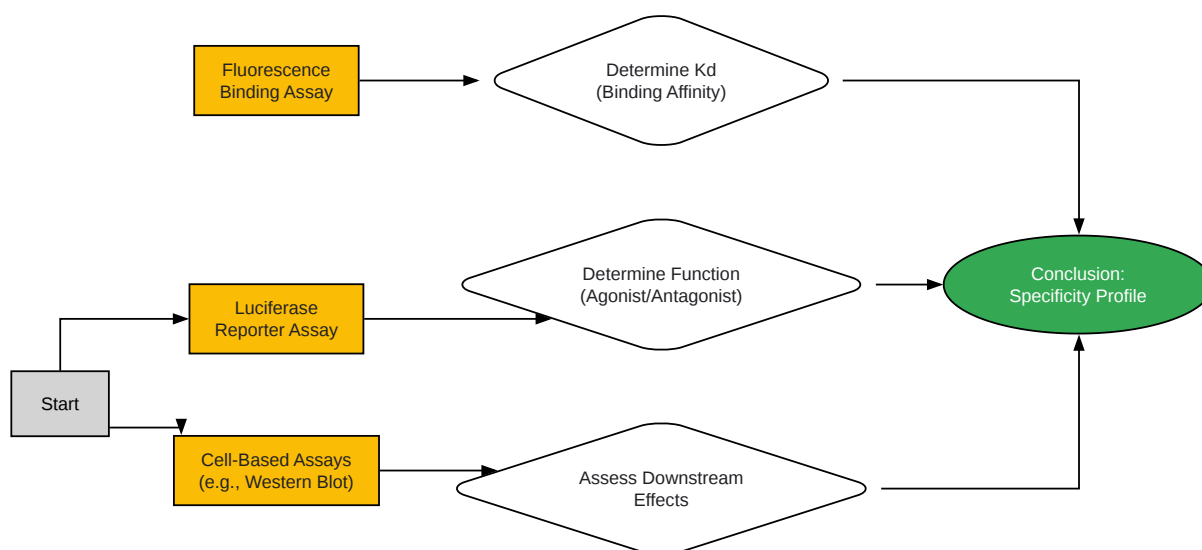 Fluorescence
Binding Assay
Determine Kd
(Binding Affinity)
Determine Function
(Agonist/Antagonist)
Conclusion:
Specificity Profile
Luciferase
Reporter Assay
Start
Cell-Based Assays
(e.g., Western Blot)
Assess Downstream
Effects